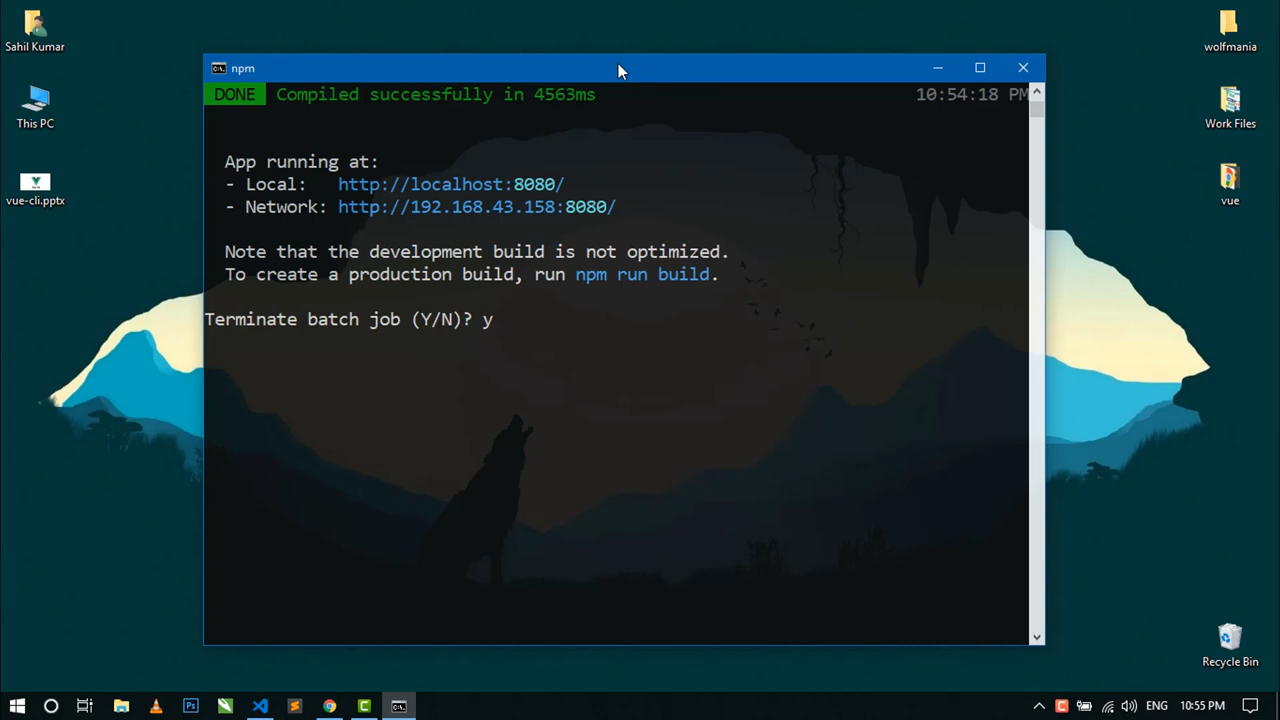 Sahil Kumar
This PC
vue-cli.pptx
wolfmania
Work Files
vue
Recycle Bin
npm
DONE Compiled successfully in 4563ms 10:54:18 PM
App running at:
- Local: http://localhost:8080/
- Network: http://192.168.43.158:8080/
Note that the development build is not optimized.
To create a production build, run npm run build.
Terminate batch job (Y/N)? y
ENG 10:55 PM